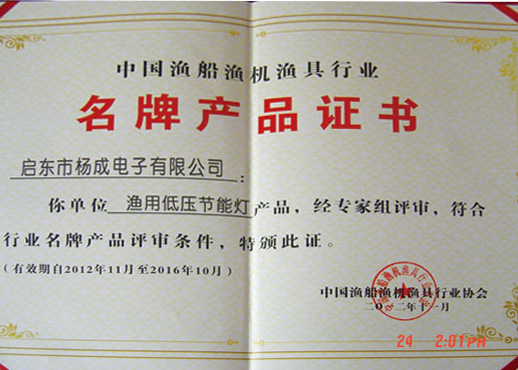 中国渔船渔机渔具行业
名牌产品证书
启东市杨成电子有限公司：
你单位 渔用低压节能灯 产品，经专家组评审，符合
行业名牌产品评审条件，特颁此证。
(有效期自2012年11月至2016年10月)
中国渔船渔机渔具行业协会
二〇一二年十一月
24 2:01PM